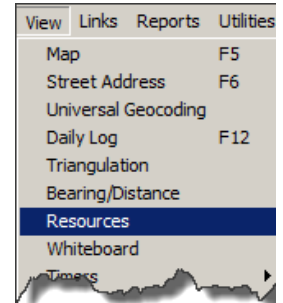 View Links Reports Utilities
Map F5
Street Address F6
Universal Geocoding
Daily Log F12
Triangulation
Bearing/Distance
Resources
Whiteboard
Timers